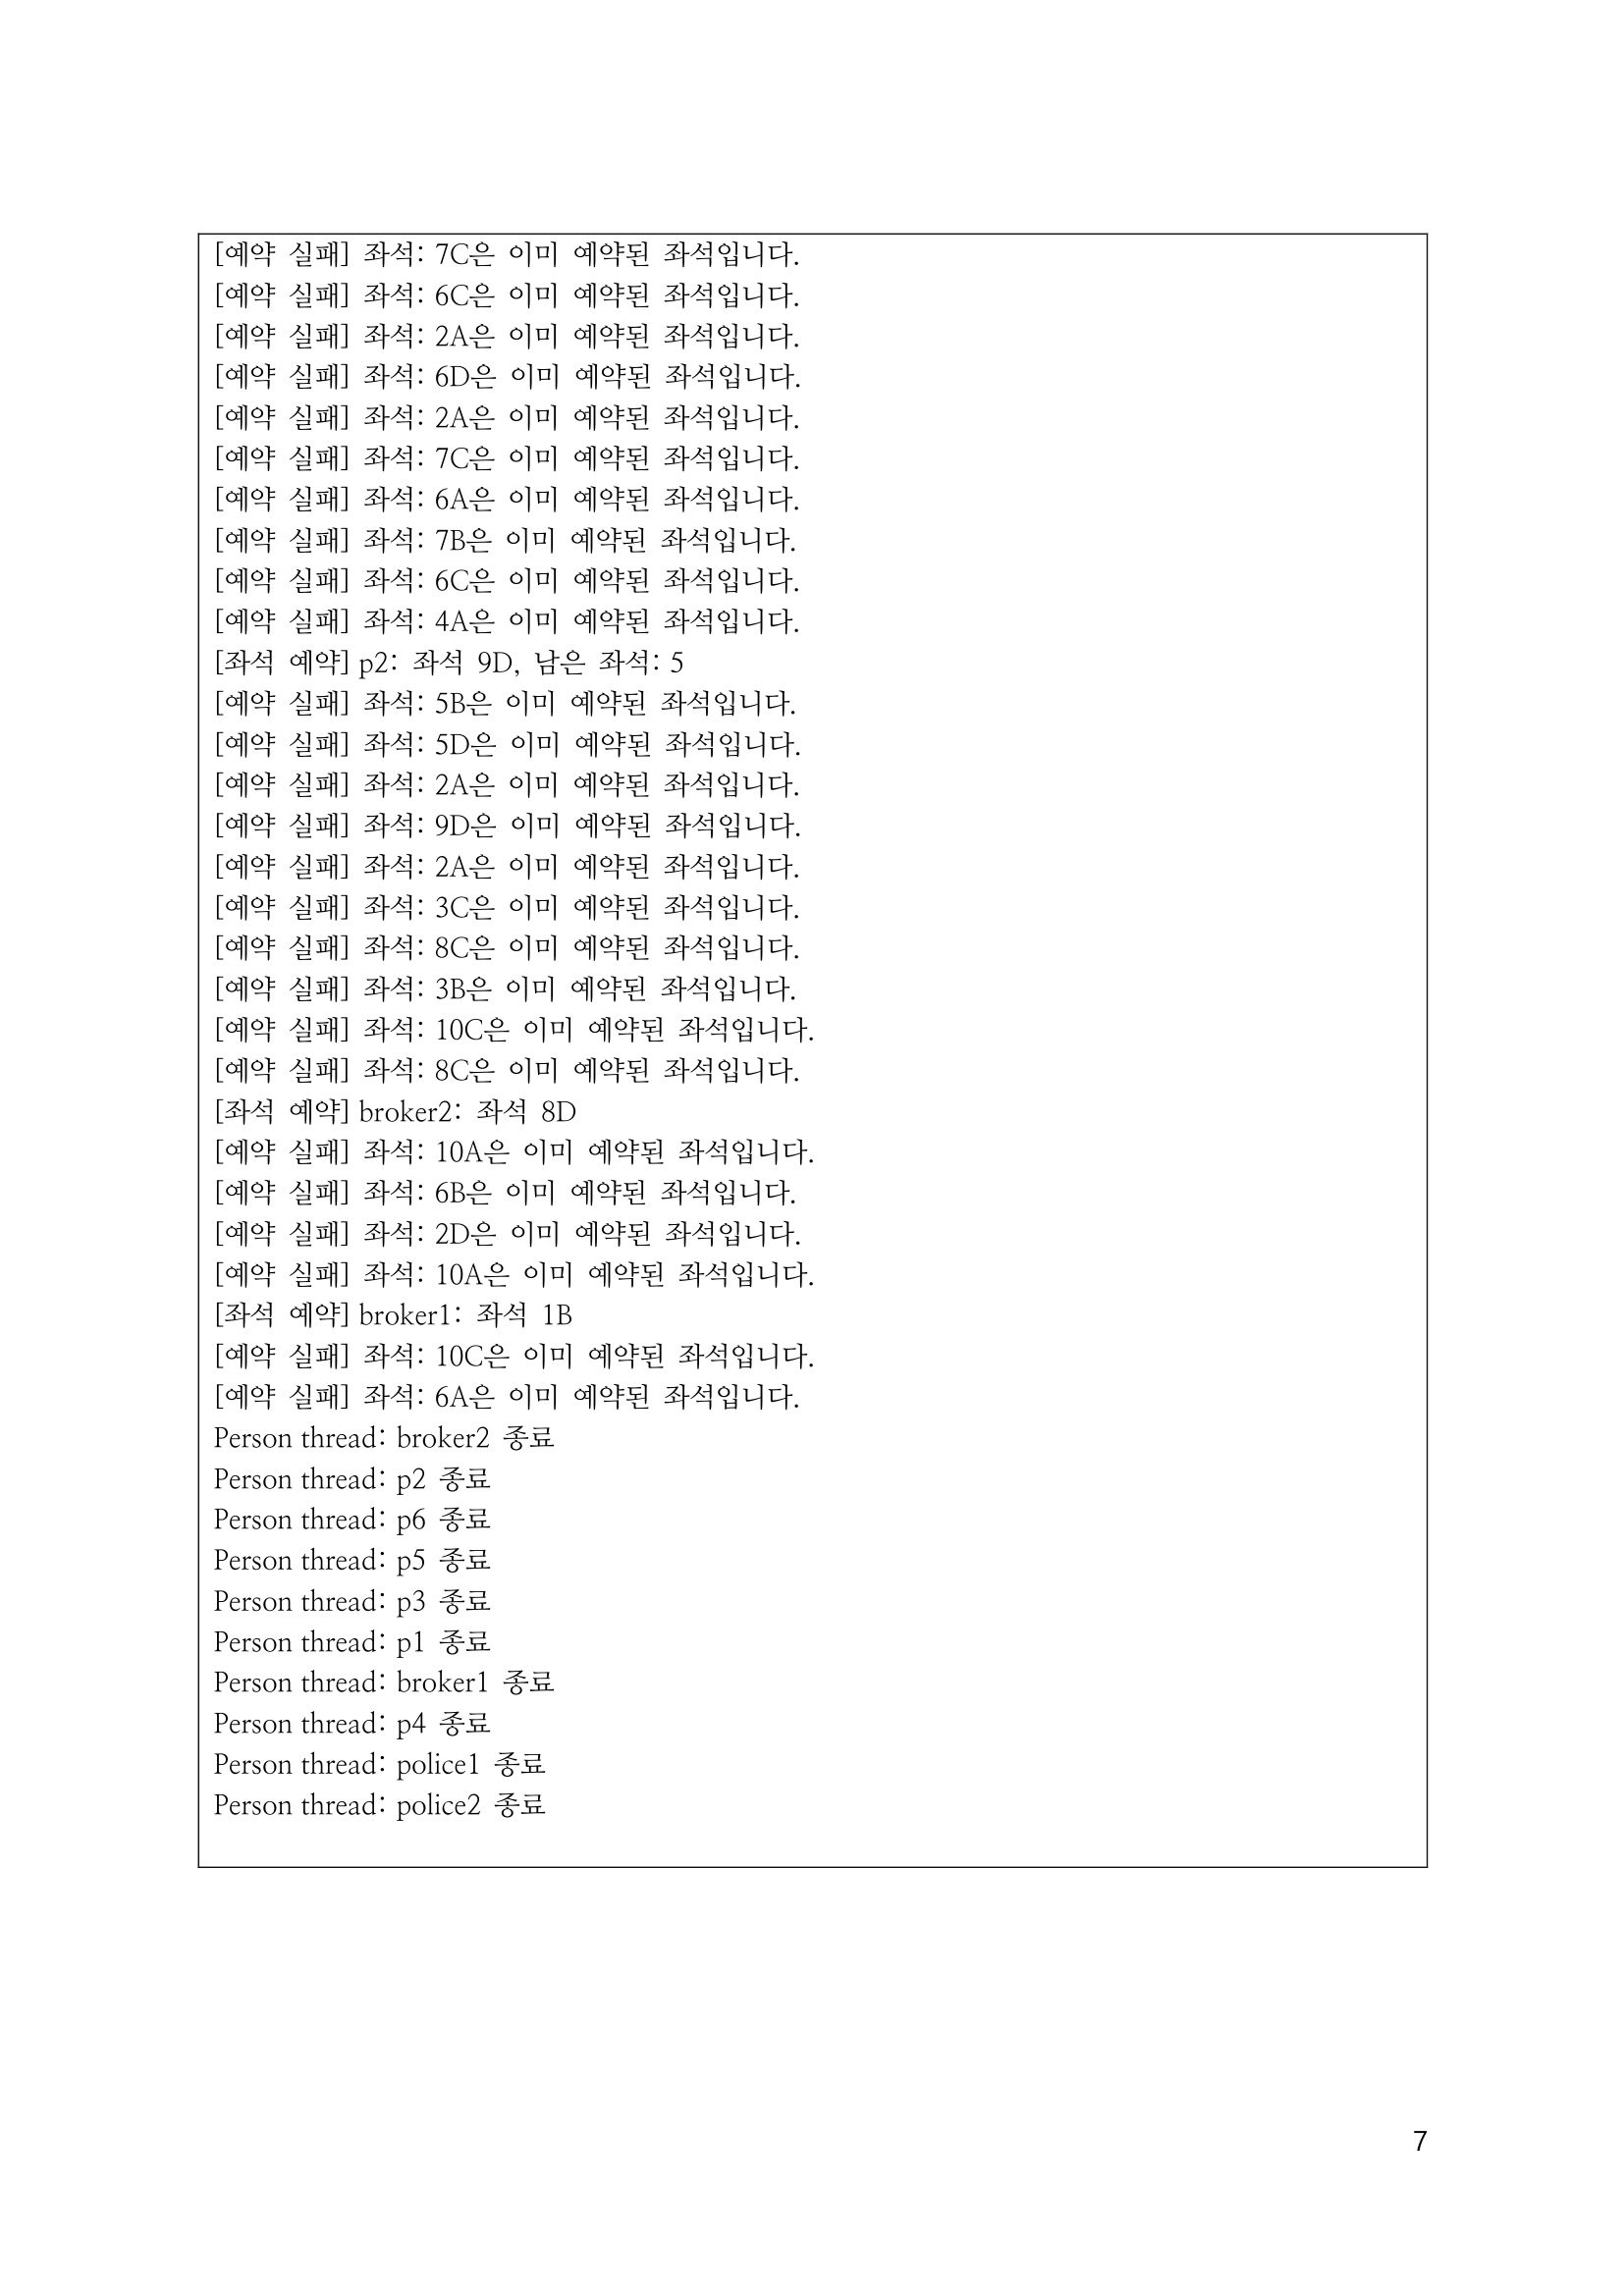 [예약 실패] 좌석: 7C은 이미 예약된 좌석입니다.
[예약 실패] 좌석: 6C은 이미 예약된 좌석입니다.
[예약 실패] 좌석: 2A은 이미 예약된 좌석입니다.
[예약 실패] 좌석: 6D은 이미 예약된 좌석입니다.
[예약 실패] 좌석: 2A은 이미 예약된 좌석입니다.
[예약 실패] 좌석: 7C은 이미 예약된 좌석입니다.
[예약 실패] 좌석: 6A은 이미 예약된 좌석입니다.
[예약 실패] 좌석: 7B은 이미 예약된 좌석입니다.
[예약 실패] 좌석: 6C은 이미 예약된 좌석입니다.
[예약 실패] 좌석: 4A은 이미 예약된 좌석입니다.
[좌석 예약] p2: 좌석 9D, 남은 좌석: 5
[예약 실패] 좌석: 5B은 이미 예약된 좌석입니다.
[예약 실패] 좌석: 5D은 이미 예약된 좌석입니다.
[예약 실패] 좌석: 2A은 이미 예약된 좌석입니다.
[예약 실패] 좌석: 9D은 이미 예약된 좌석입니다.
[예약 실패] 좌석: 2A은 이미 예약된 좌석입니다.
[예약 실패] 좌석: 3C은 이미 예약된 좌석입니다.
[예약 실패] 좌석: 8C은 이미 예약된 좌석입니다.
[예약 실패] 좌석: 3B은 이미 예약된 좌석입니다.
[예약 실패] 좌석: 10C은 이미 예약된 좌석입니다.
[예약 실패] 좌석: 8C은 이미 예약된 좌석입니다.
[좌석 예약] broker2: 좌석 8D
[예약 실패] 좌석: 10A은 이미 예약된 좌석입니다.
[예약 실패] 좌석: 6B은 이미 예약된 좌석입니다.
[예약 실패] 좌석: 2D은 이미 예약된 좌석입니다.
[예약 실패] 좌석: 10A은 이미 예약된 좌석입니다.
[좌석 예약] broker1: 좌석 1B
[예약 실패] 좌석: 10C은 이미 예약된 좌석입니다.
[예약 실패] 좌석: 6A은 이미 예약된 좌석입니다.
Person thread: broker2 종료
Person thread: p2 종료
Person thread: p6 종료
Person thread: p5 종료
Person thread: p3 종료
Person thread: p1 종료
Person thread: broker1 종료
Person thread: p4 종료
Person thread: police1 종료
Person thread: police2 종료
7